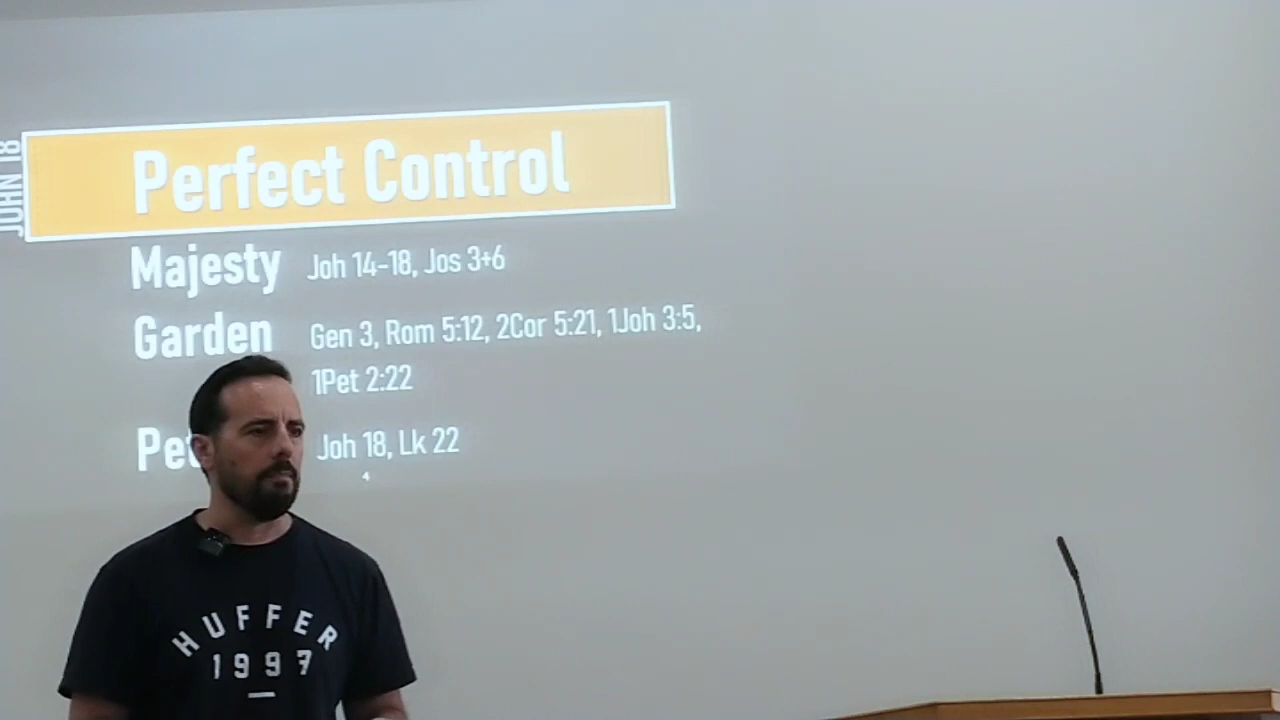 JOHN 18
Perfect Control
Majesty Joh 14-18, Jos 3+6
Garden Gen 3, Rom 5:12, 2Cor 5:21, 1Joh 3:5,
1Pet 2:22
Joh 18, Lk 22
4
HUFFER
1997